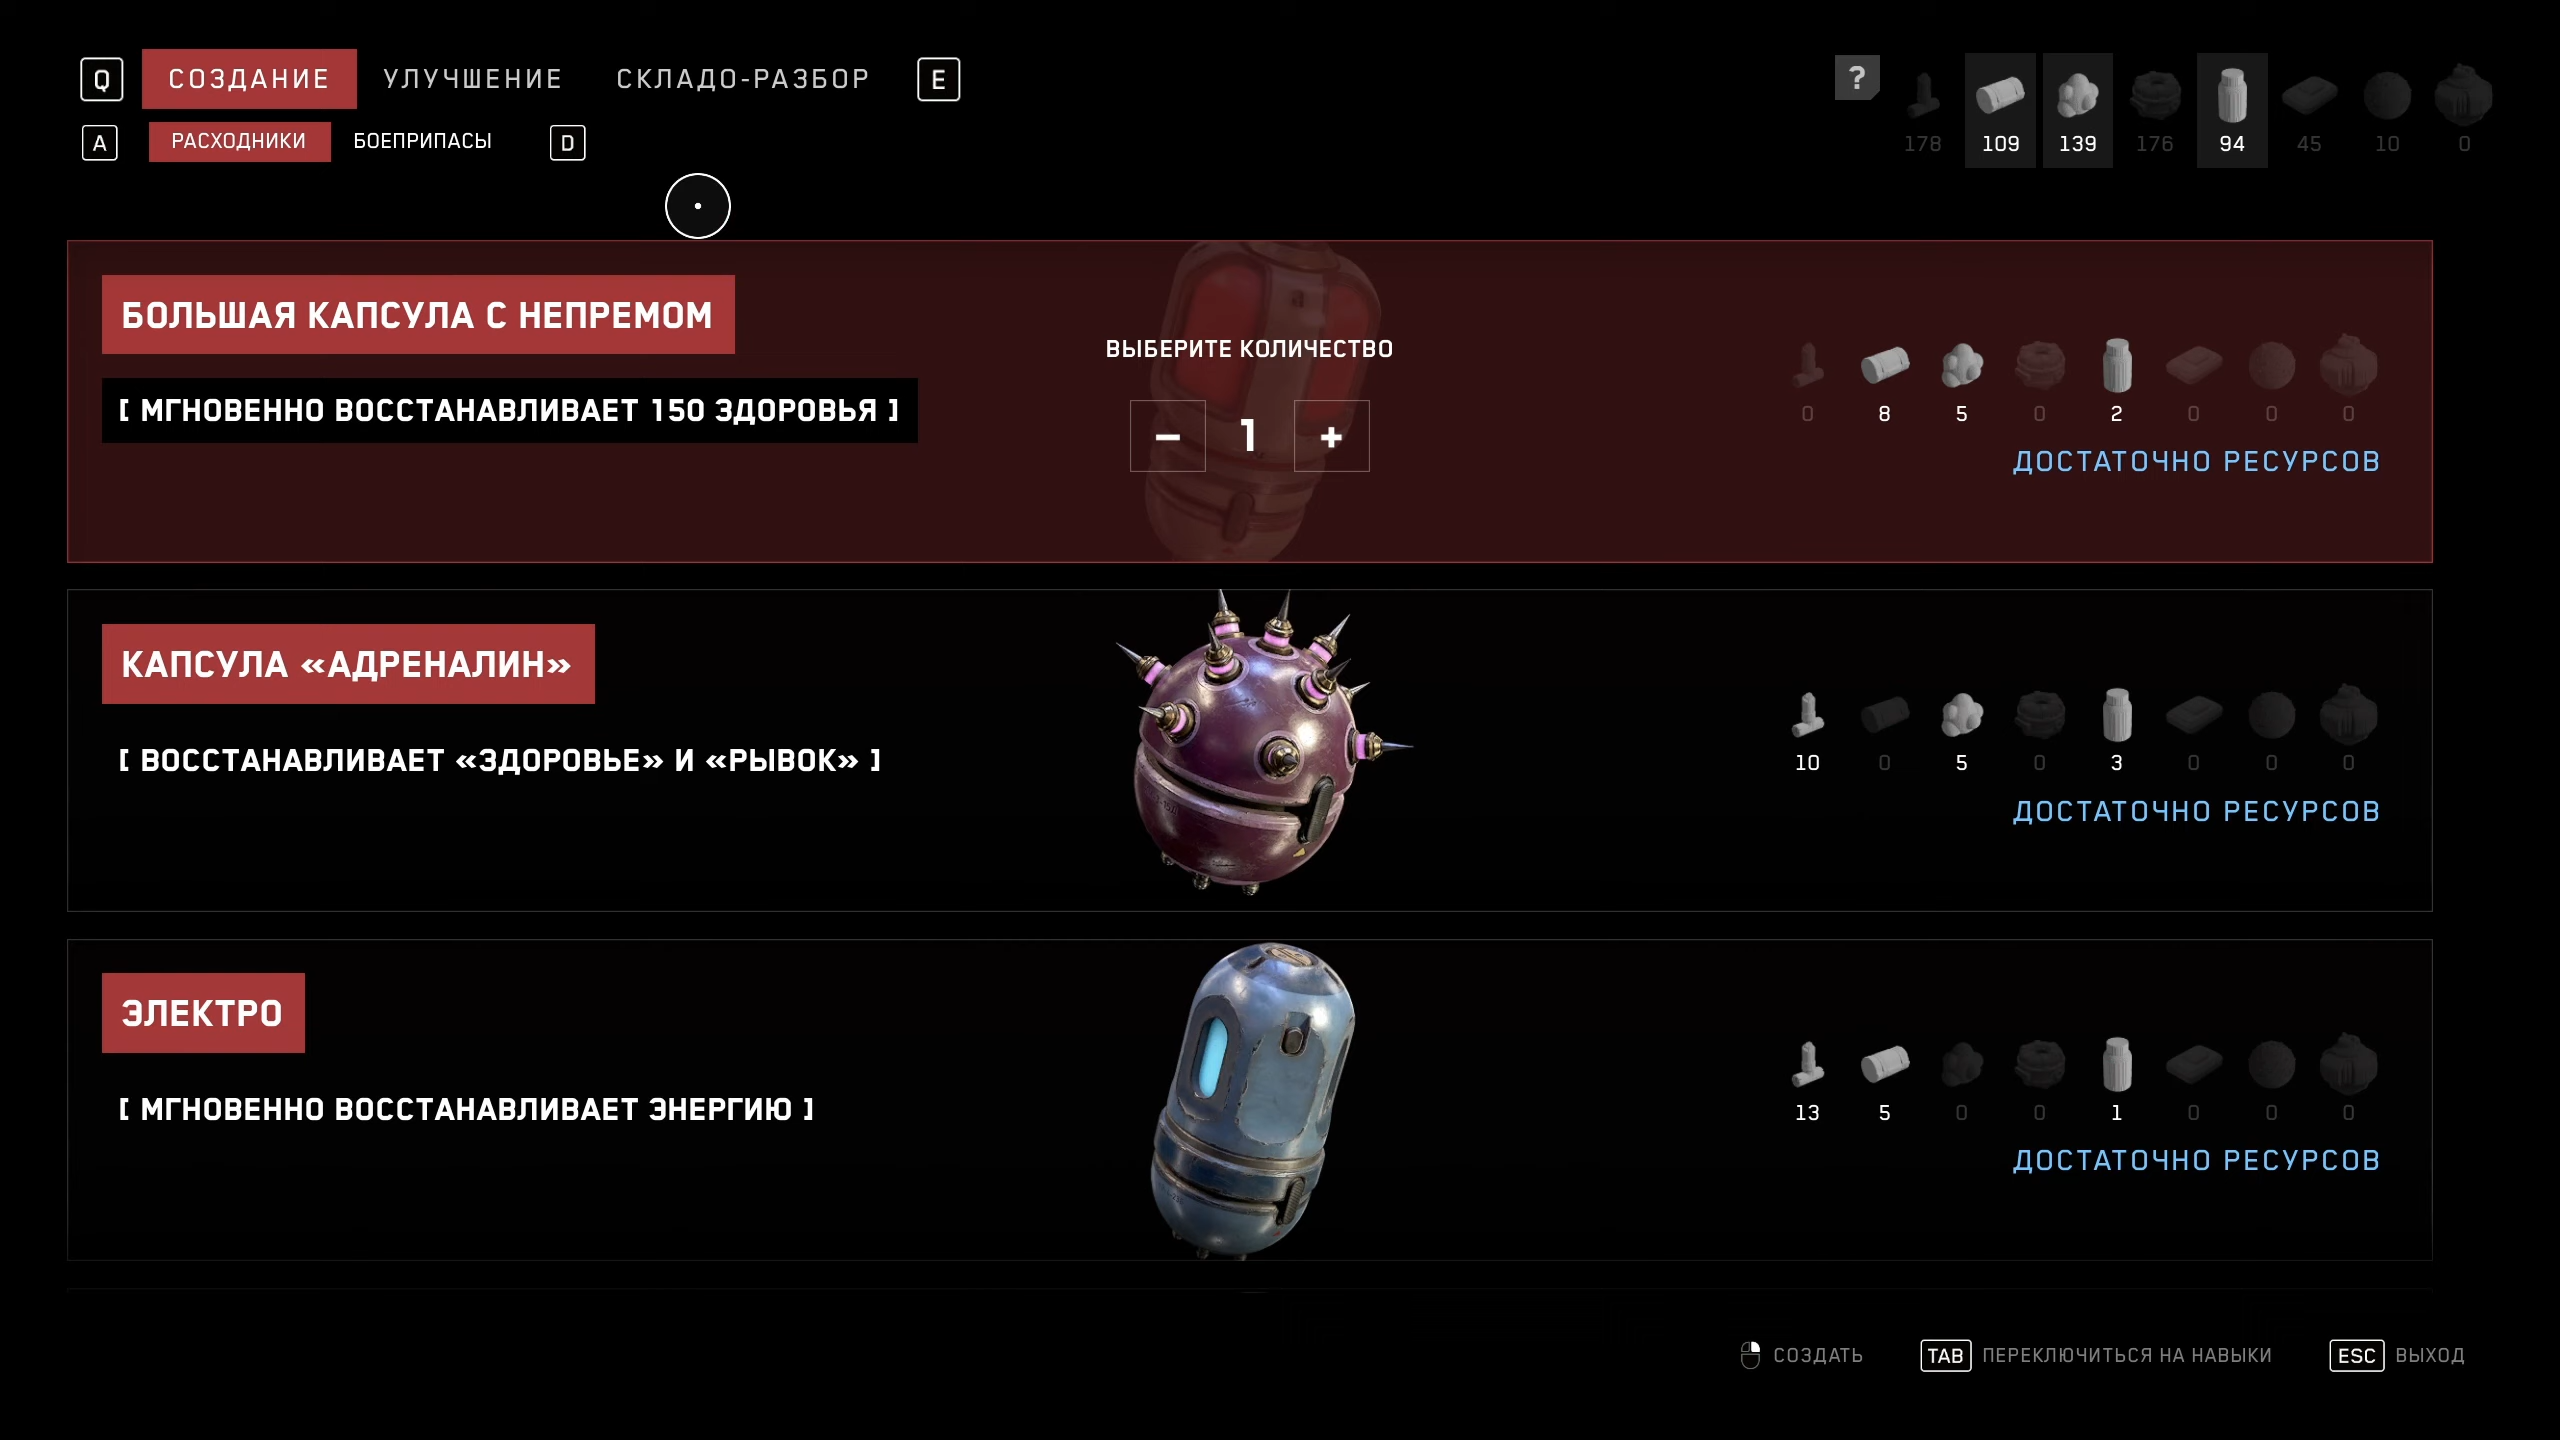 Q СОЗДАНИЕ УЛУЧШЕНИЕ СКЛАДО-РАЗБОР E
A РАСХОДНИКИ БОЕПРИПАСЫ D
?
178 109 139 176 94 45 10 0
БОЛЬШАЯ КАПСУЛА С НЕПРЕМОМ
[ МГНОВЕННО ВОССТАНАВЛИВАЕТ 150 ЗДОРОВЬЯ ]
ВЫБЕРИТЕ КОЛИЧЕСТВО
− 1 +
0 8 5 0 2 0 0 0
ДОСТАТОЧНО РЕСУРСОВ
КАПСУЛА «АДРЕНАЛИН»
[ ВОССТАНАВЛИВАЕТ «ЗДОРОВЬЕ» И «РЫВОК» ]
10 0 5 0 3 0 0 0
ДОСТАТОЧНО РЕСУРСОВ
ЭЛЕКТРО
[ МГНОВЕННО ВОССТАНАВЛИВАЕТ ЭНЕРГИЮ ]
13 5 0 0 1 0 0 0
ДОСТАТОЧНО РЕСУРСОВ
СОЗДАТЬ TAB ПЕРЕКЛЮЧИТЬСЯ НА НАВЫКИ ESC ВЫХОД